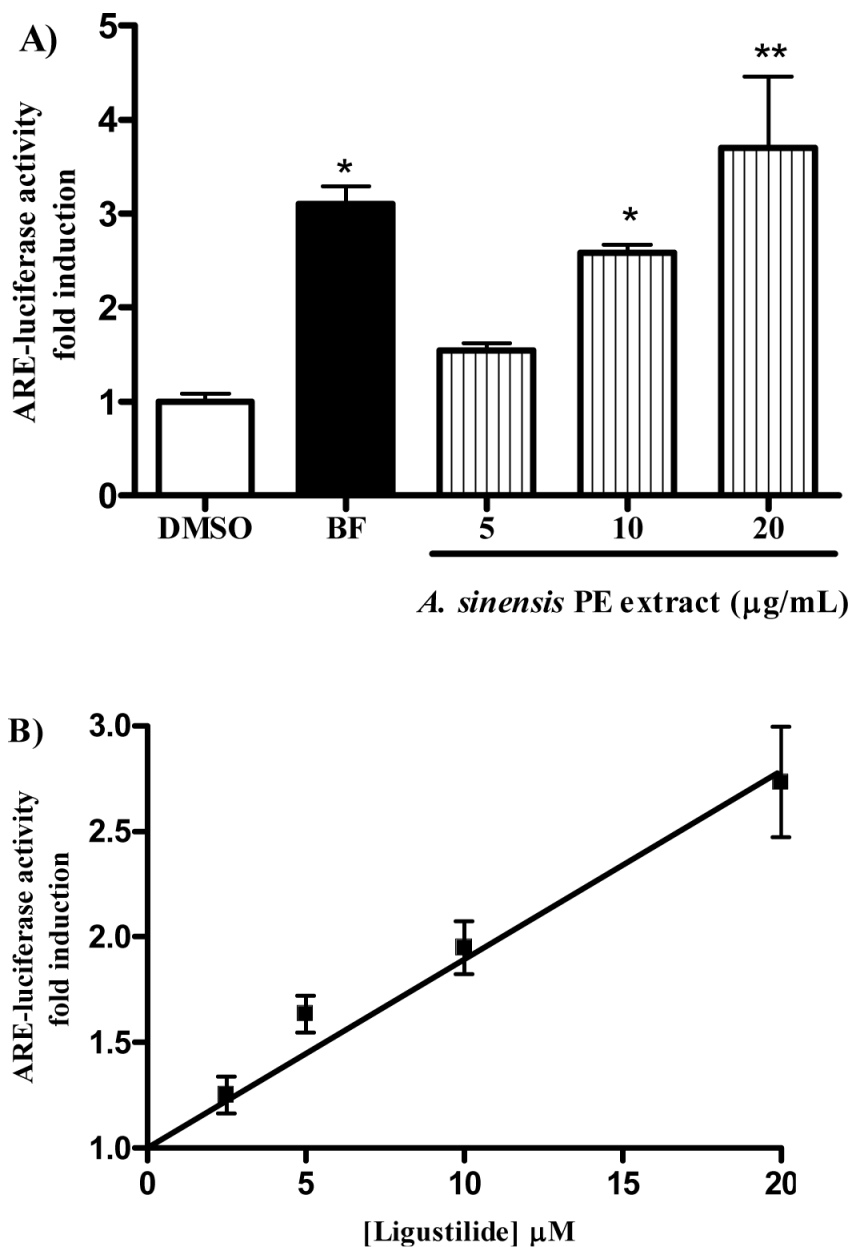 A)
ARE-luciferase activity
fold induction
5
4
3
2
1
0
*
*
**
DMSO BF 5 10 20
A. sinensis PE extract (μg/mL)
B)
ARE-luciferase activity
fold induction
3.0
2.5
2.0
1.5
1.0
0 5 10 15 20
[Ligustilide] μM